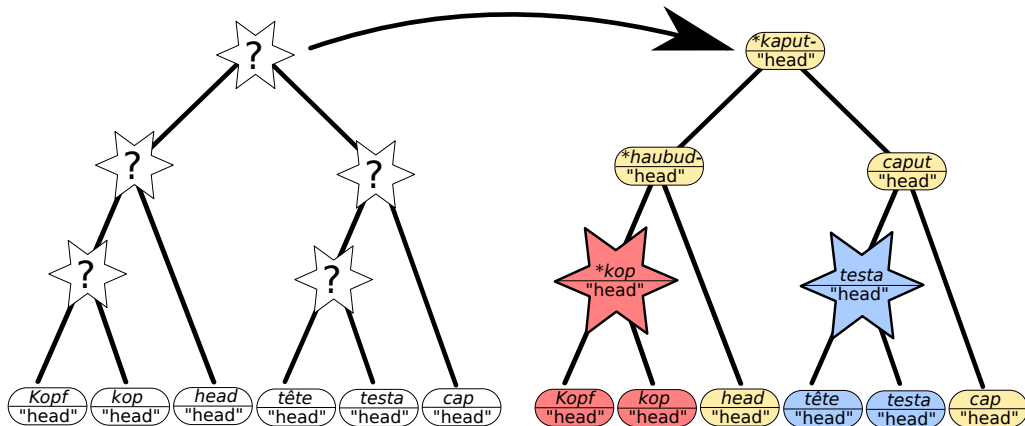 ?
*kaput-
"head"
?
?
*haubud-
"head"
caput
"head"
?
?
*kop
"head"
testa
"head"
Kopf
"head"
kop
"head"
head
"head"
tête
"head"
testa
"head"
cap
"head"
Kopf
"head"
kop
"head"
head
"head"
tête
"head"
testa
"head"
cap
"head"